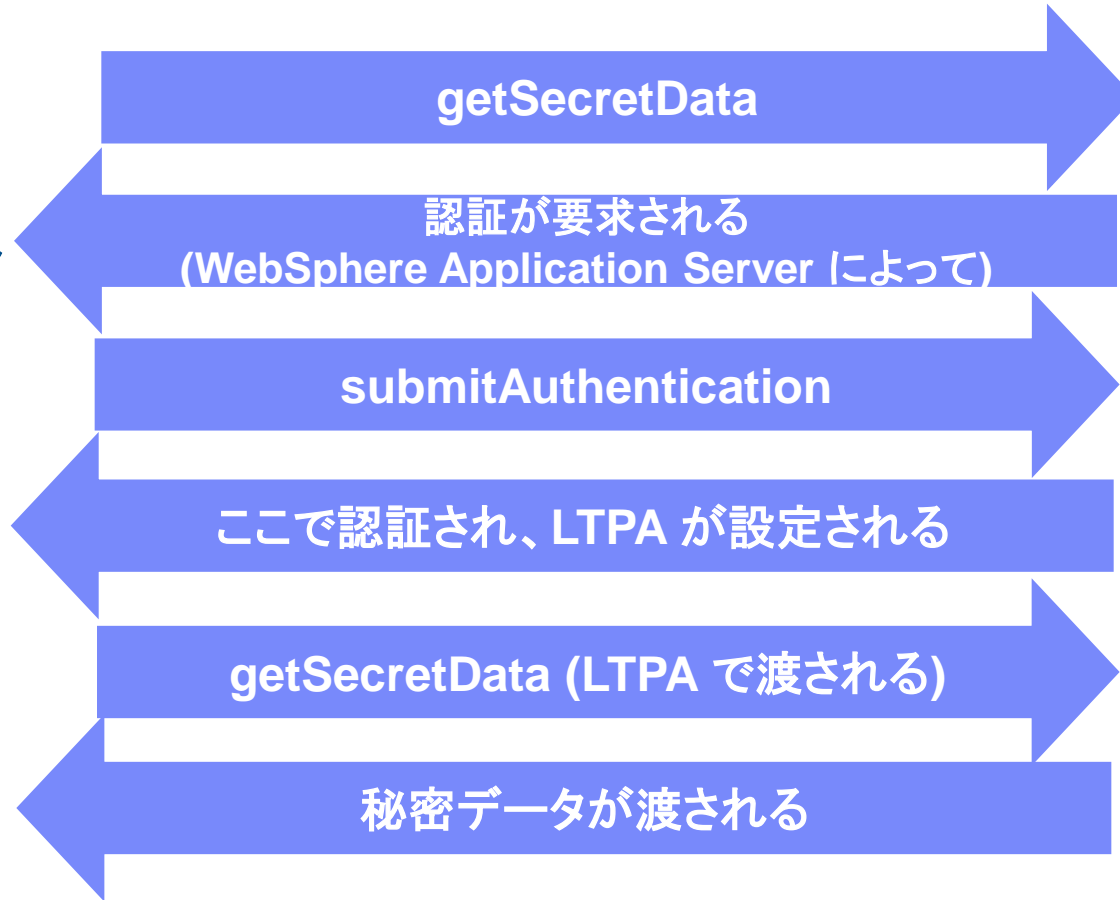 getSecretData
認証が要求される
(WebSphere Application Server によって)
submitAuthentication
ここで認証され、LTPA が設定される
getSecretData (LTPA で渡される)
秘密データが渡される